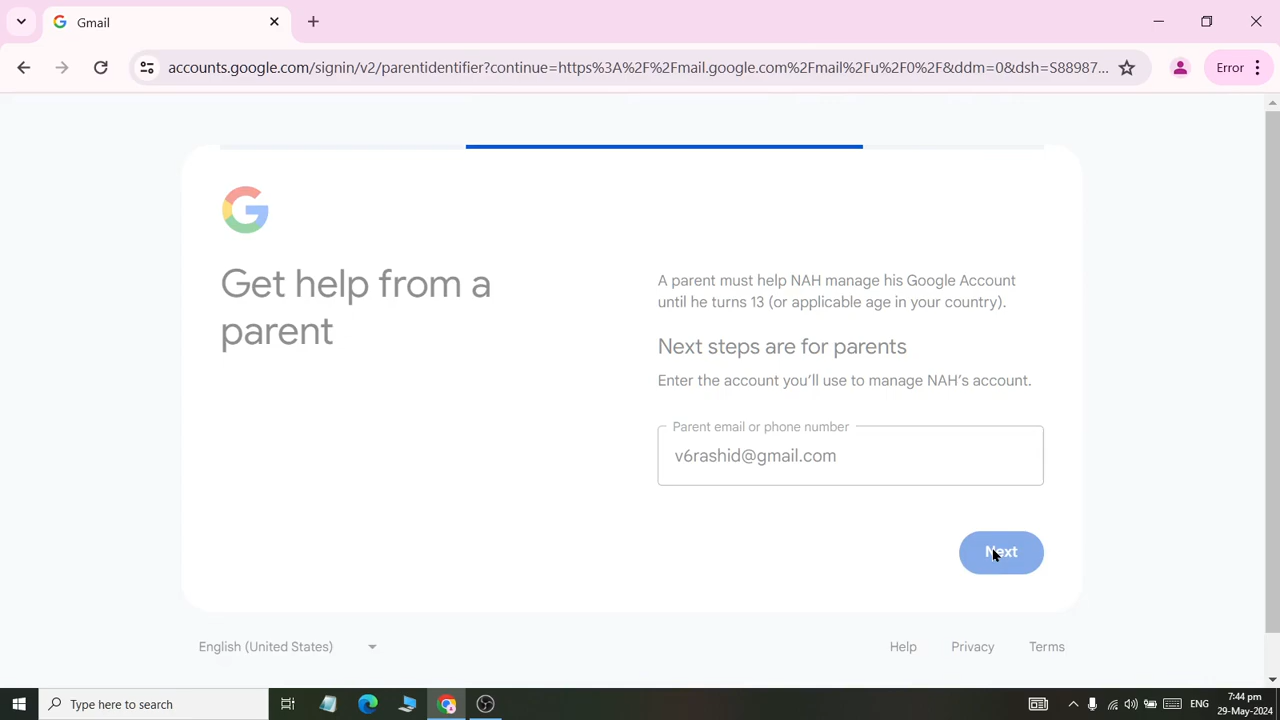 Gmail
accounts.google.com/signin/v2/parentidentifier?continue=https%3A%2F%2Fmail.google.com%2Fmail%2Fu%2F0%2F&ddm=0&dsh=S88987...
Error
Get help from a
parent
A parent must help NAH manage his Google Account
until he turns 13 (or applicable age in your country).
Next steps are for parents
Enter the account you'll use to manage NAH's account.
Parent email or phone number
v6rashid@gmail.com
Next
English (United States)
Help
Privacy
Terms
Type here to search
ENG
7:44 pm
29-May-2024